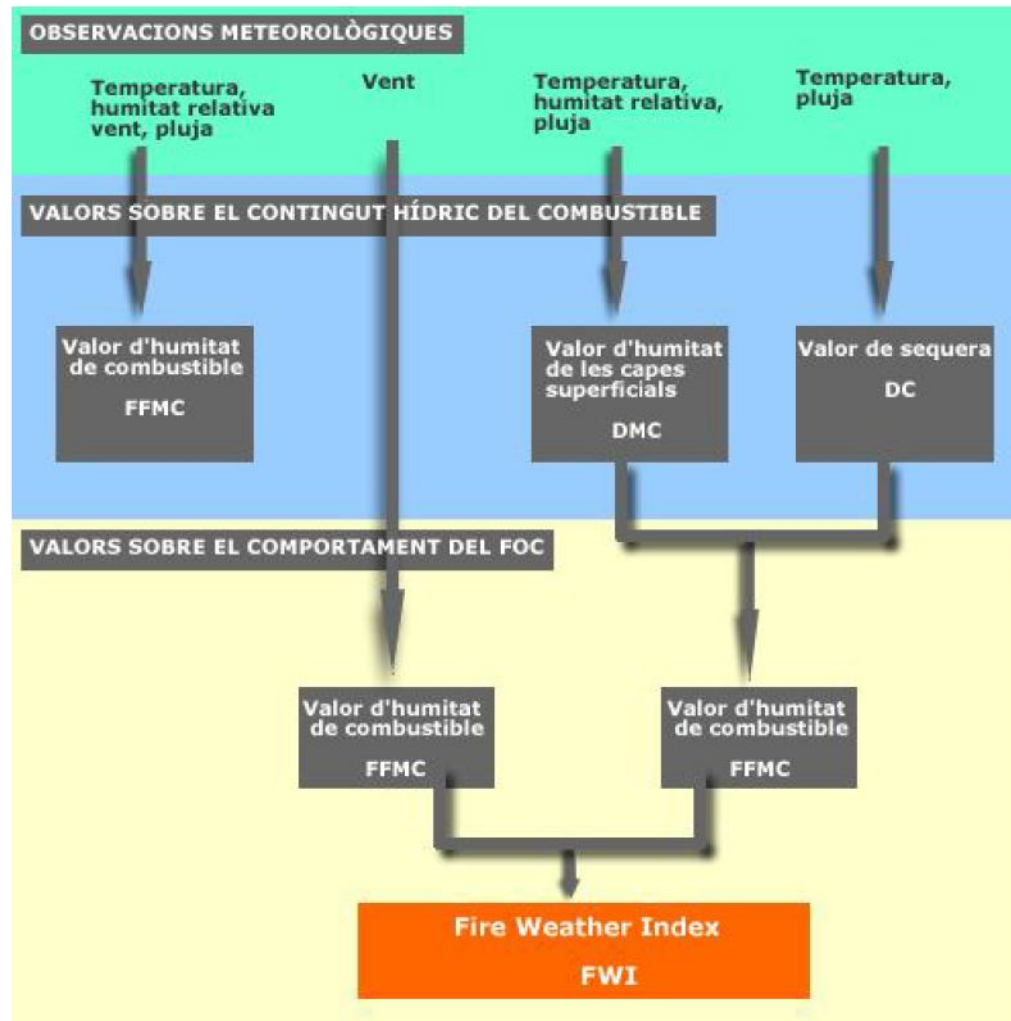 OBSERVACIONS METEOROLÒGIQUES
Temperatura,
humitat relativa
vent, pluja
Vent
Temperatura,
humitat relativa,
pluja
Temperatura,
pluja
VALORS SOBRE EL CONTINGUT HÍDRIC DEL COMBUSTIBLE
Valor d'humitat
de combustible
FFMC
Valor d'humitat
de les capes
superficials
DMC
Valor de sequera
DC
VALORS SOBRE EL COMPORTAMENT DEL FOC
Valor d'humitat
de combustible
FFMC
Valor d'humitat
de combustible
FFMC
Fire Weather Index
FWI